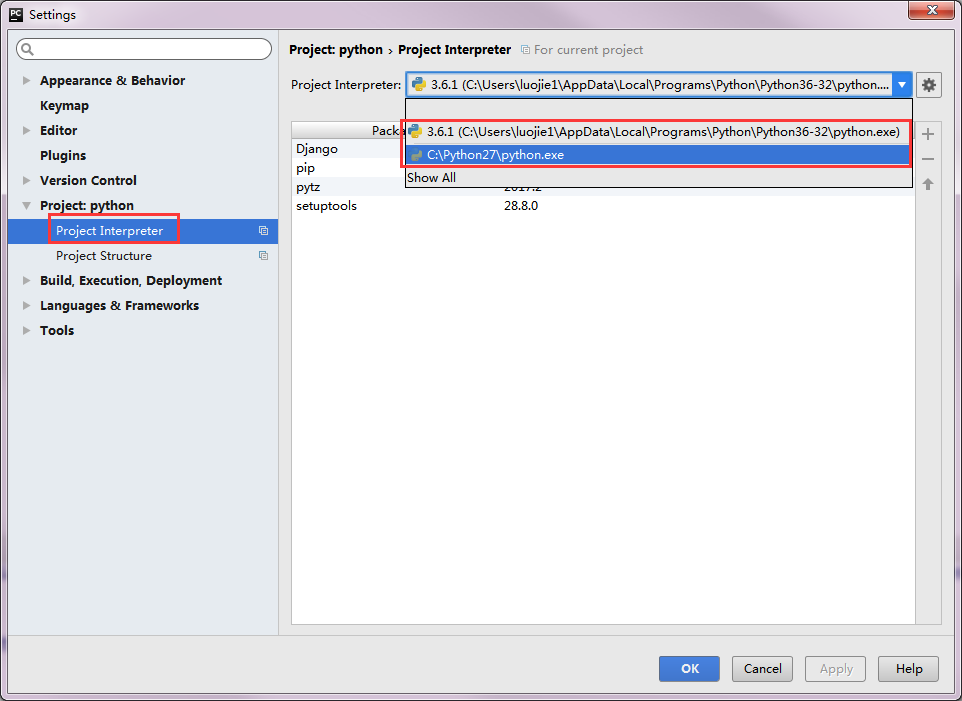 PC Settings
Project: python › Project Interpreter For current project
Appearance & Behavior
Keymap
Editor
Plugins
Version Control
Project: python
Project Interpreter
Project Structure
Build, Execution, Deployment
Languages & Frameworks
Tools
Project Interpreter: 3.6.1 (C:\Users\luojie1\AppData\Local\Programs\Python\Python36-32\python....
3.6.1 (C:\Users\luojie1\AppData\Local\Programs\Python\Python36-32\python.exe)
C:\Python27\python.exe
Show All
Django
pip
pytz 2017.2
setuptools 28.8.0
OK Cancel Apply Help